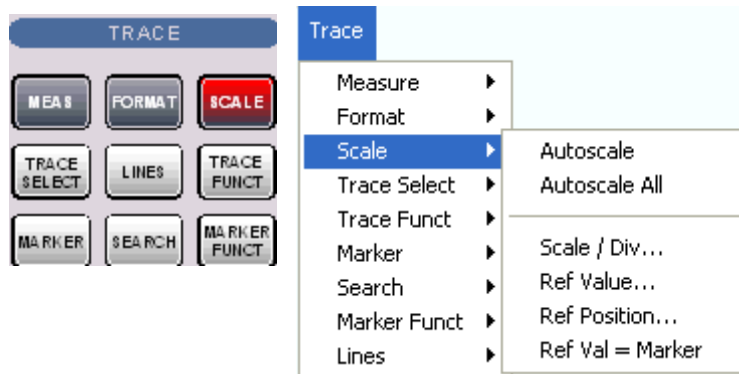 TRACE
MEAS
FORMAT
SCALE
TRACE
SELECT
LINES
TRACE
FUNCT
MARKER
SEARCH
MARKER
FUNCT
Trace
Measure
Format
Scale
Trace Select
Trace Funct
Marker
Search
Marker Funct
Lines
Autoscale
Autoscale All
Scale / Div...
Ref Value...
Ref Position...
Ref Val = Marker